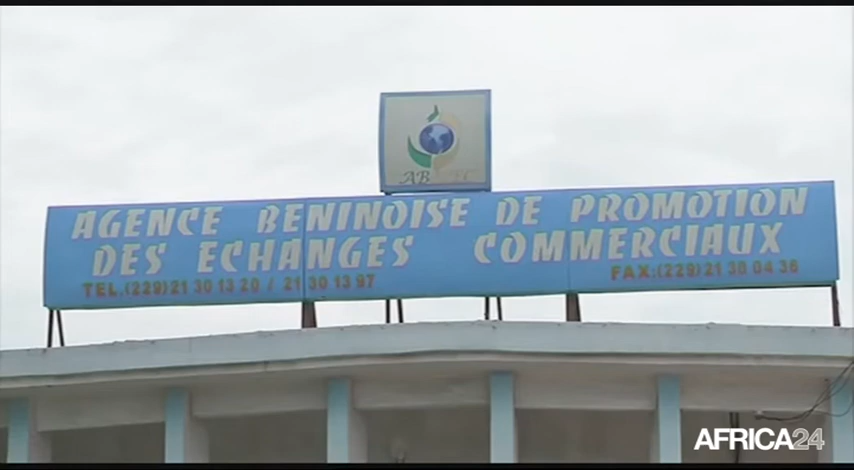 AGENCE BENINOISE DE PROMOTION
DES ECHANGES COMMERCIAUX
TEL.:(229)21 30 13 20 / 21 30 13 97
FAX:(229)21 30 04 36
AFRICA24